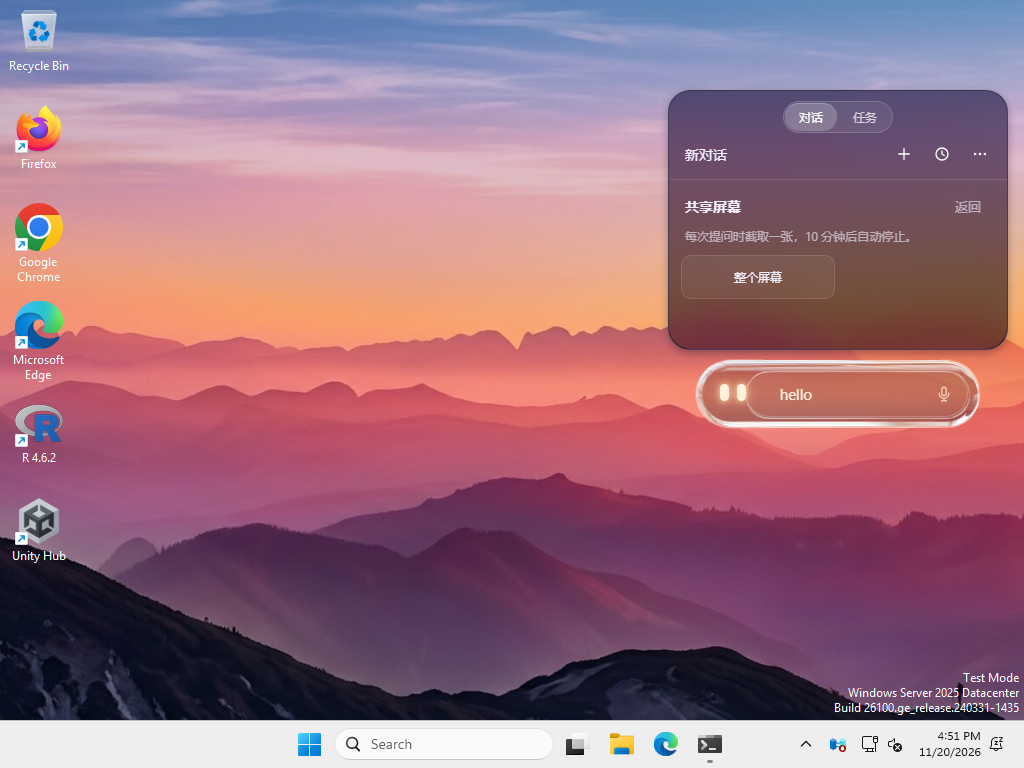 Recycle Bin
Firefox
Google
Chrome
Microsoft
Edge
R 4.6.2
Unity Hub
对话 任务
新对话
共享屏幕 返回
每次提问时截取一张，10 分钟后自动停止。
整个屏幕
hello
Test Mode
Windows Server 2025 Datacenter
Build 26100.ge_release.240331-1435
Search
4:51 PM
11/20/2026